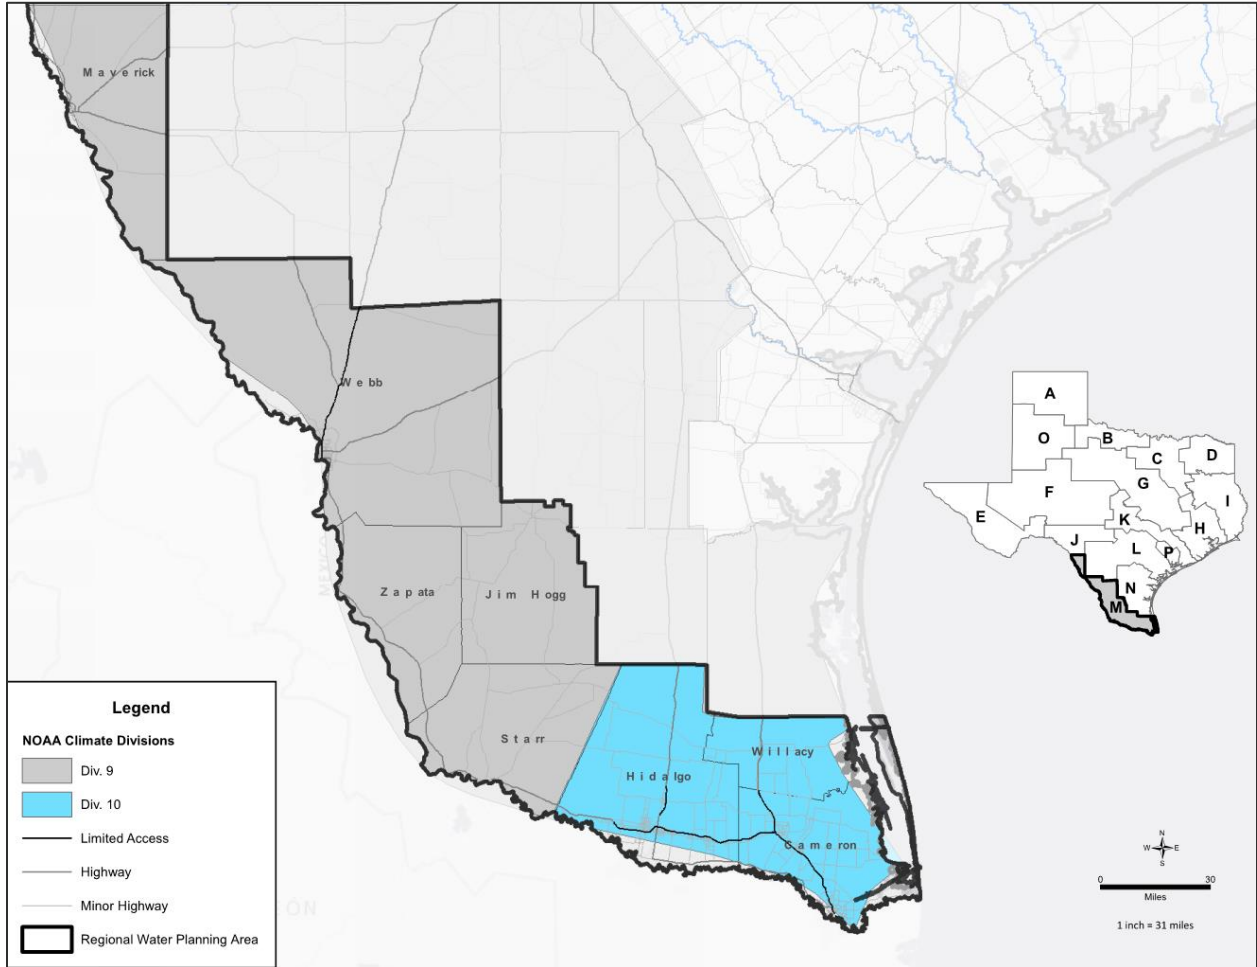 Maverick
Webb
Zapata
Jim Hogg
Starr
Hidalgo
Willacy
Cameron
MEXICO
A
O
B
C
D
G
F
E
I
K
H
J
L
P
N
M
Legend
NOAA Climate Divisions
Div. 9
Div. 10
Limited Access
Highway
Minor Highway
Regional Water Planning Area
N
W E
S
0 30
Miles
1 inch = 31 miles